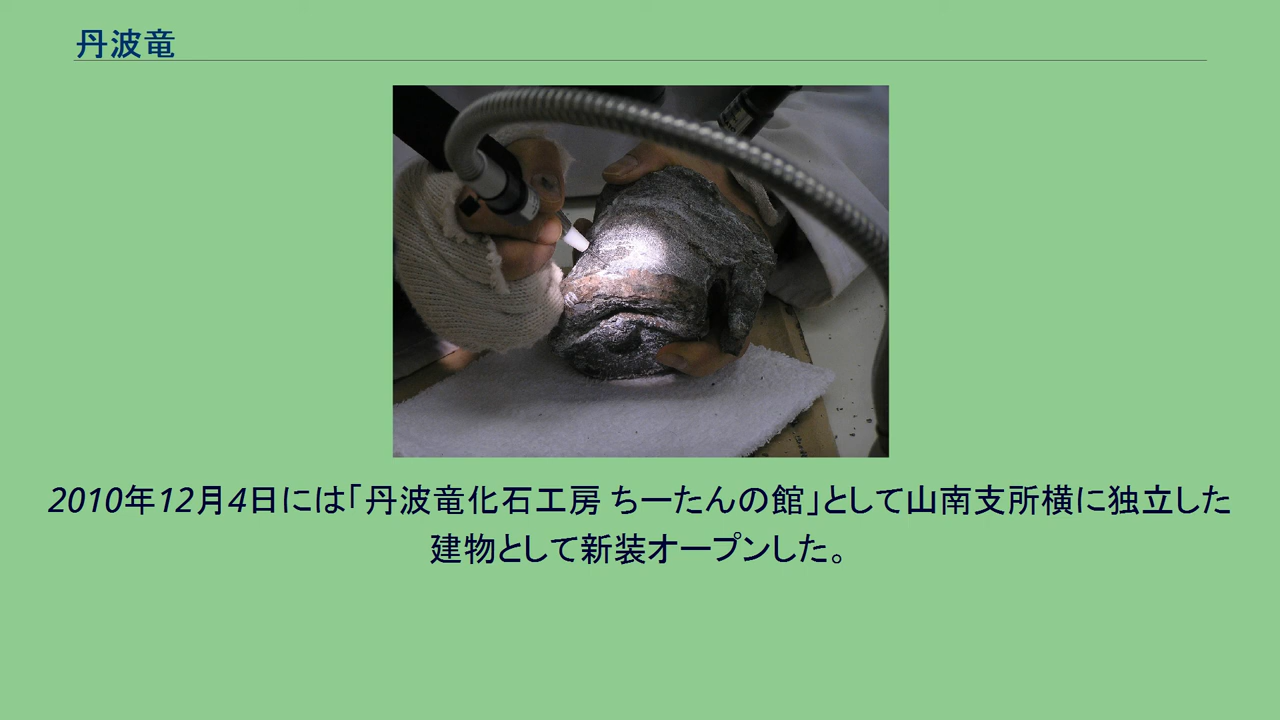 丹波竜
2010年12月4日には「丹波竜化石工房 ちーたんの館」として山南支所横に独立した
建物として新装オープンした。